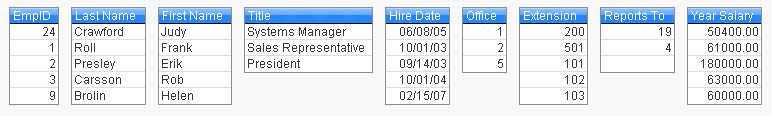 EmpID Last Name First Name Title Hire Date Office Extension Reports To Year Salary
24 Crawford Judy Systems Manager 06/08/05 1 200 19 50400.00
1 Roll Frank Sales Representative 10/01/03 2 501 4 61000.00
2 Presley Erik President 09/14/03 5 101 180000.00
3 Carsson Rob 10/01/04 102 63000.00
9 Brolin Helen 02/15/07 103 60000.00